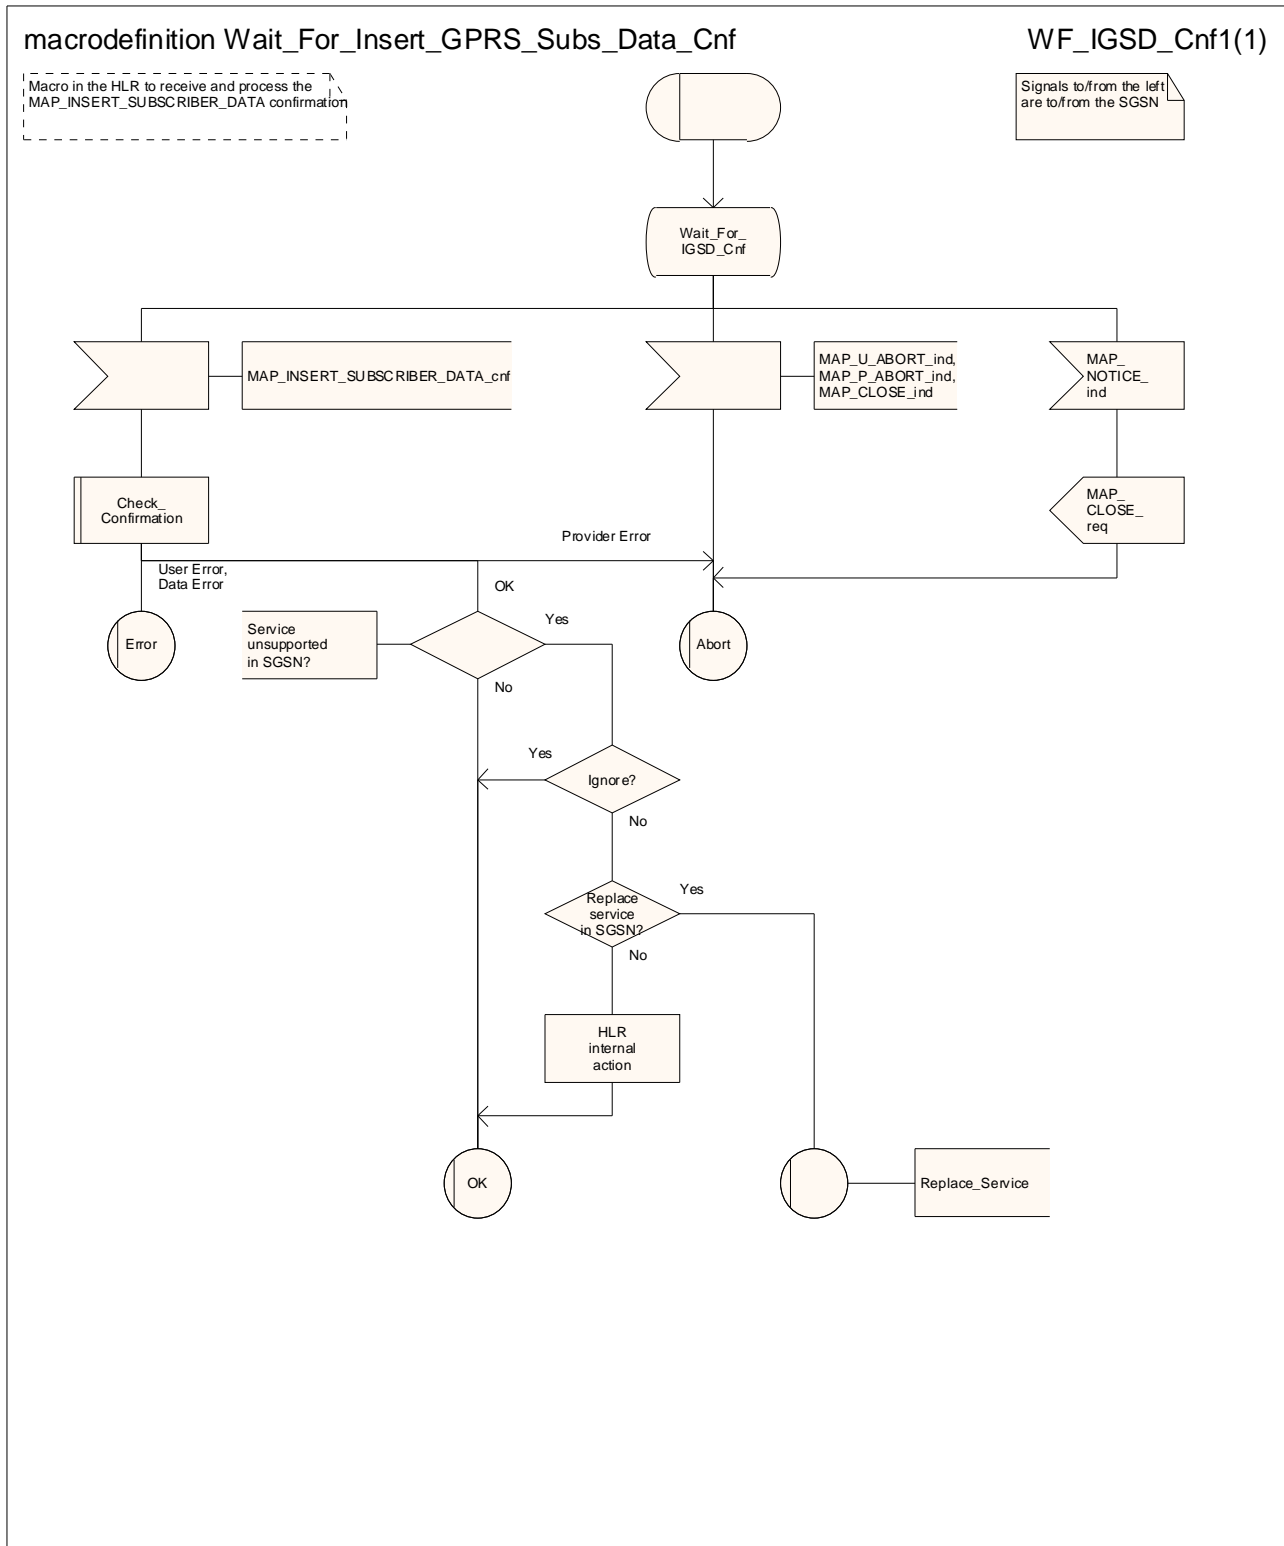 macrodefinition Wait_For_Insert_GPRS_Subs_Data_Cnf
WF_IGSD_Cnf1(1)
Macro in the HLR to receive and process the
MAP_INSERT_SUBSCRIBER_DATA confirmation
Signals to/from the left
are to/from the SGSN
Wait_For_
IGSD_Cnf
MAP_INSERT_SUBSCRIBER_DATA_cnf
MAP_U_ABORT_ind,
MAP_P_ABORT_ind,
MAP_CLOSE_ind
MAP_
NOTICE_
ind
Check_
Confirmation
MAP_
CLOSE_
req
Provider Error
User Error,
Data Error
OK
Error
Service
unsupported
in SGSN?
Yes
Abort
No
Yes
Ignore?
No
Replace
service
in SGSN?
Yes
No
HLR
internal
action
OK
Replace_Service